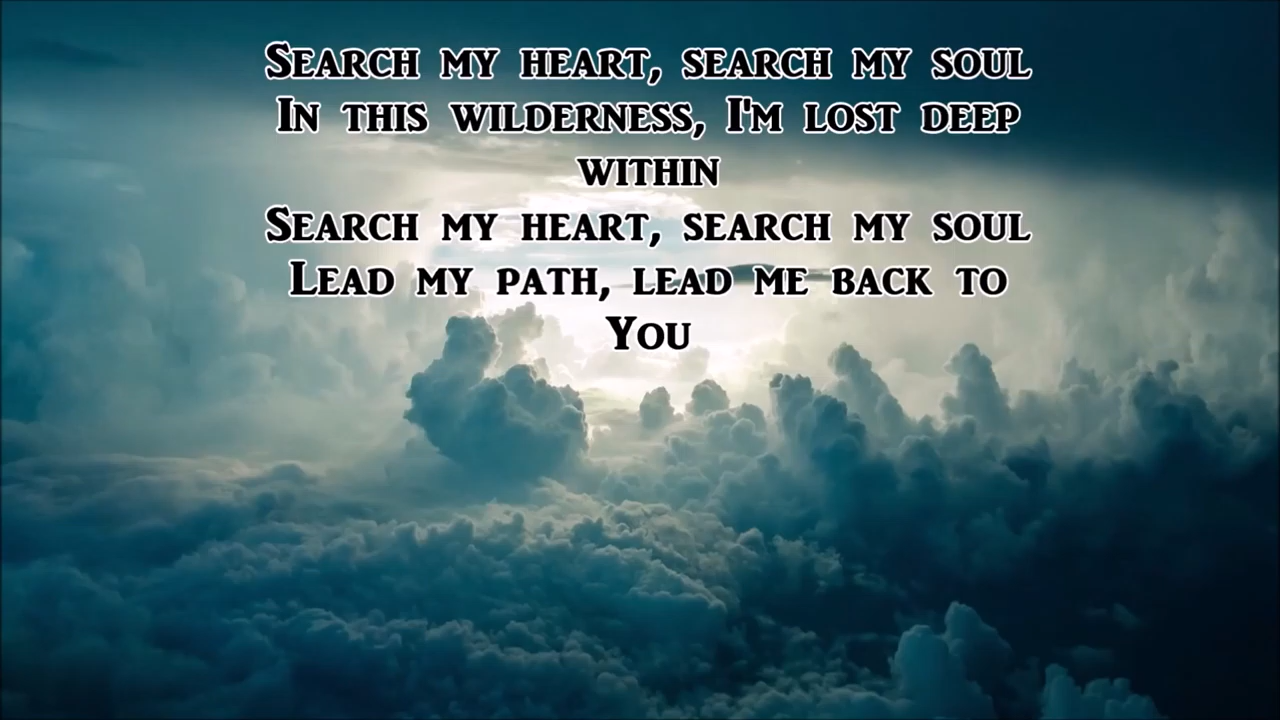 Search my heart, search my soul
In this wilderness, I'm lost deep
within
Search my heart, search my soul
Lead my path, lead me back to
You